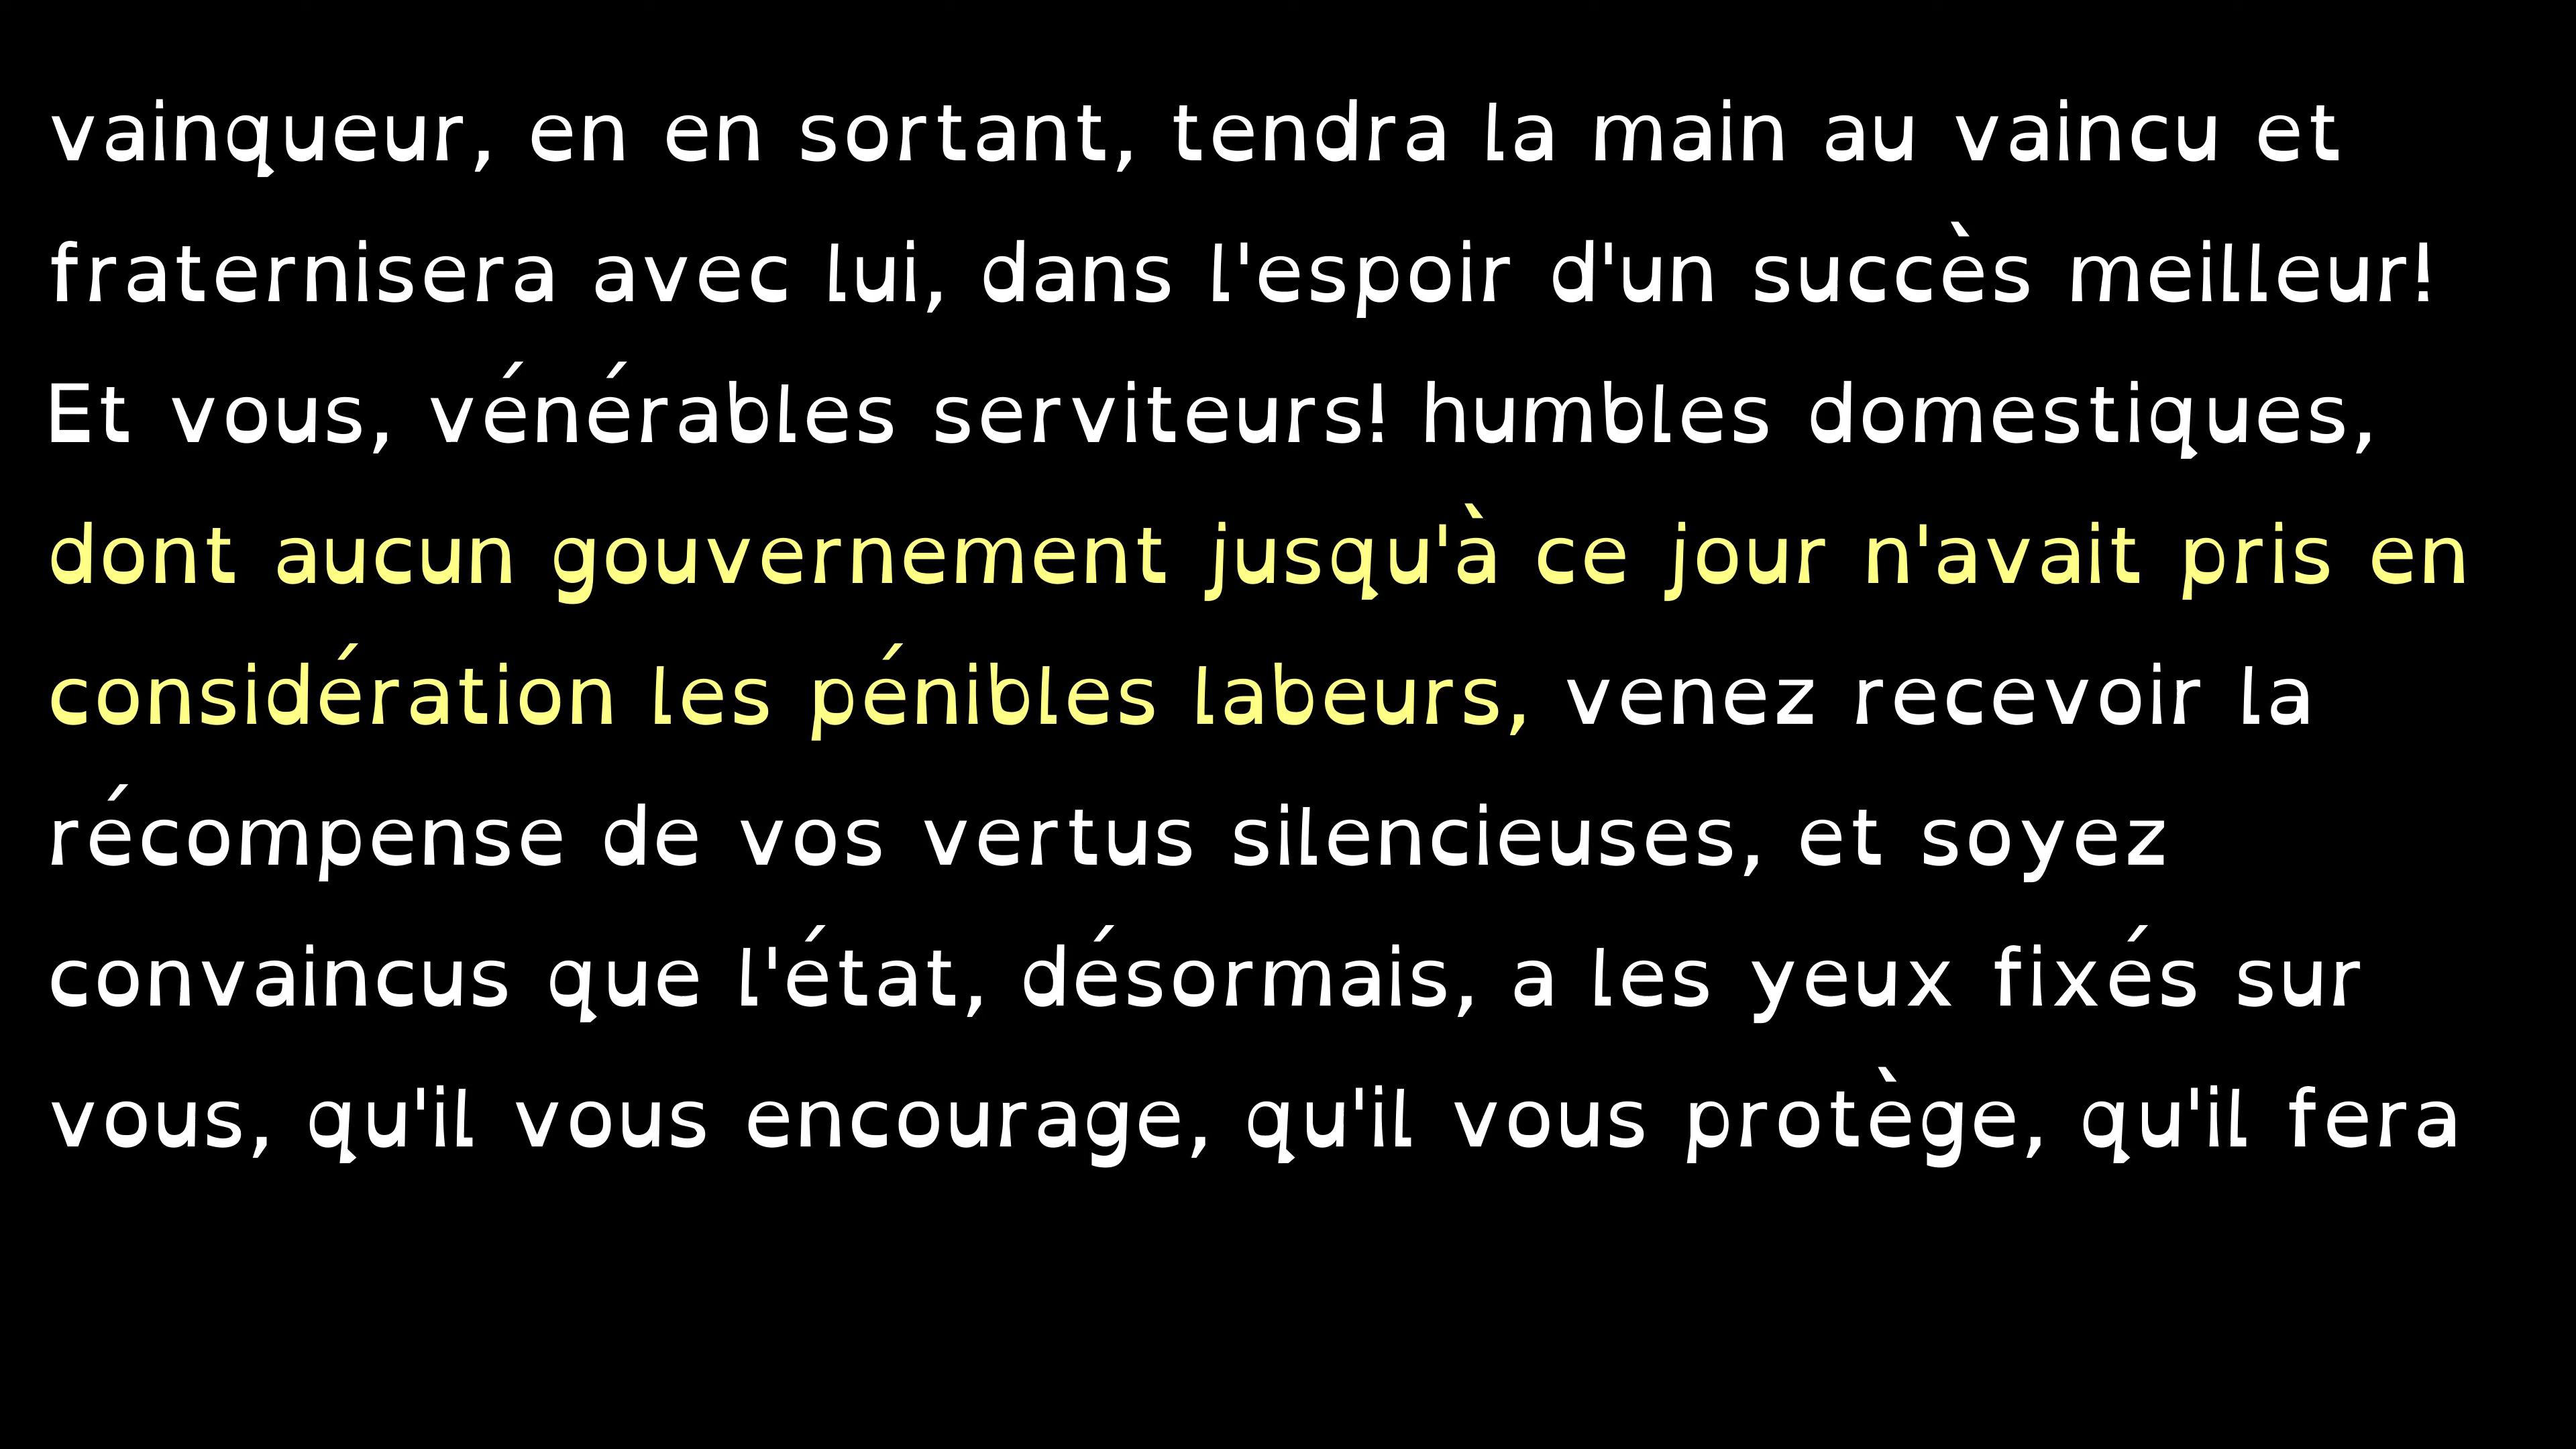 vainqueur, en en sortant, tendra la main au vaincu et
fraternisera avec lui, dans l'espoir d'un succès meilleur!
Et vous, vénérables serviteurs! humbles domestiques,
dont aucun gouvernement jusqu'à ce jour n'avait pris en
considération les pénibles labeurs, venez recevoir la
récompense de vos vertus silencieuses, et soyez
convaincus que l'état, désormais, a les yeux fixés sur
vous, qu'il vous encourage, qu'il vous protège, qu'il fera